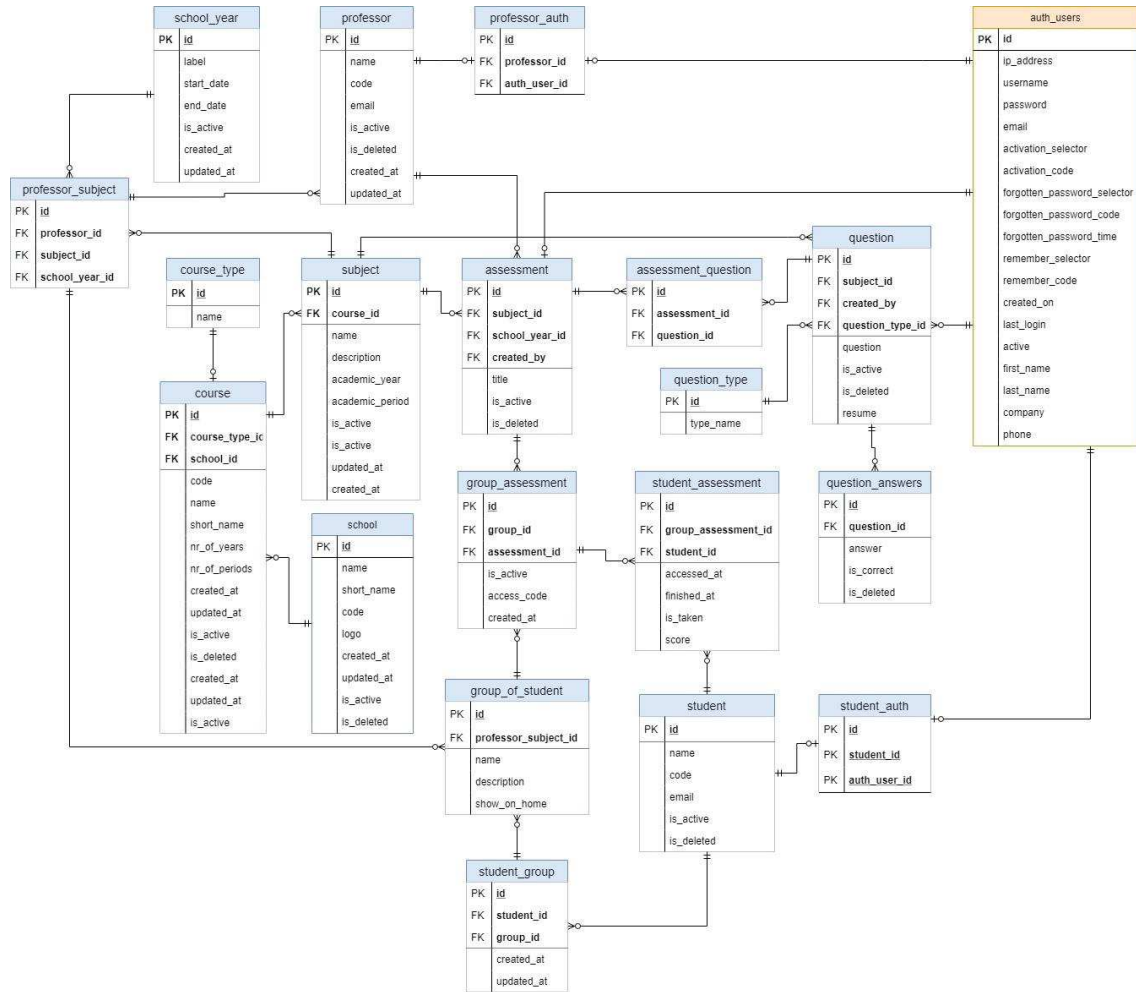 school_year
PK id
label
start_date
end_date
is_active
created_at
updated_at
professor
PK id
name
code
email
is_active
is_deleted
created_at
updated_at
professor_auth
PK id
FK professor_id
FK auth_user_id
auth_users
PK id
ip_address
username
password
email
activation_selector
activation_code
forgotten_password_selector
forgotten_password_code
forgotten_password_time
remember_selector
remember_code
created_on
last_login
active
first_name
last_name
company
phone
professor_subject
PK id
FK professor_id
FK subject_id
FK school_year_id
course_type
PK id
name
subject
PK id
FK course_id
name
description
academic_year
academic_period
is_active
is_active
updated_at
created_at
assessment
PK id
FK subject_id
FK school_year_id
FK created_by
title
is_active
is_deleted
assessment_question
PK id
FK assessment_id
FK question_id
question
PK id
FK subject_id
FK created_by
FK question_type_id
question
is_active
is_deleted
resume
question_type
PK id
type_name
course
PK id
FK course_type_ic
FK school_id
code
name
short_name
nr_of_years
nr_of_periods
created_at
updated_at
is_active
is_deleted
created_at
updated_at
is_active
school
PK id
name
short_name
code
logo
created_at
updated_at
is_active
is_deleted
group_assessment
PK id
FK group_id
FK assessment_id
is_active
access_code
created_at
student_assessment
PK id
FK group_assessment_id
FK student_id
accessed_at
finished_at
is_taken
score
question_answers
PK id
FK question_id
answer
is_correct
is_deleted
group_of_student
PK id
FK professor_subject_id
name
description
show_on_home
student
PK id
name
code
email
is_active
is_deleted
student_auth
PK id
PK student_id
PK auth_user_id
student_group
PK id
FK student_id
FK group_id
created_at
updated_at